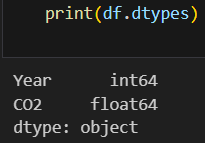 print(df.dtypes)
Year      int64
CO2     float64
dtype: object